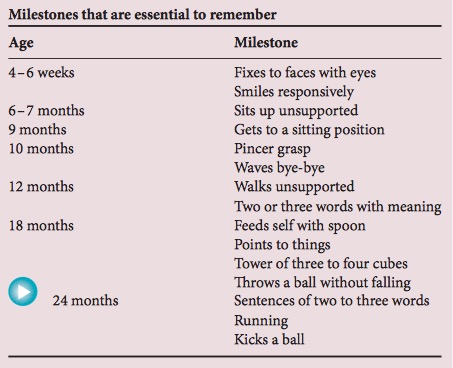 Milestones that are essential to remember
Age Milestone
4–6 weeks Fixes to faces with eyes
Smiles responsively
6–7 months Sits up unsupported
9 months Gets to a sitting position
10 months Pincer grasp
Waves bye-bye
12 months Walks unsupported
Two or three words with meaning
18 months Feeds self with spoon
Points to things
Tower of three to four cubes
Throws a ball without falling
24 months Sentences of two to three words
Running
Kicks a ball